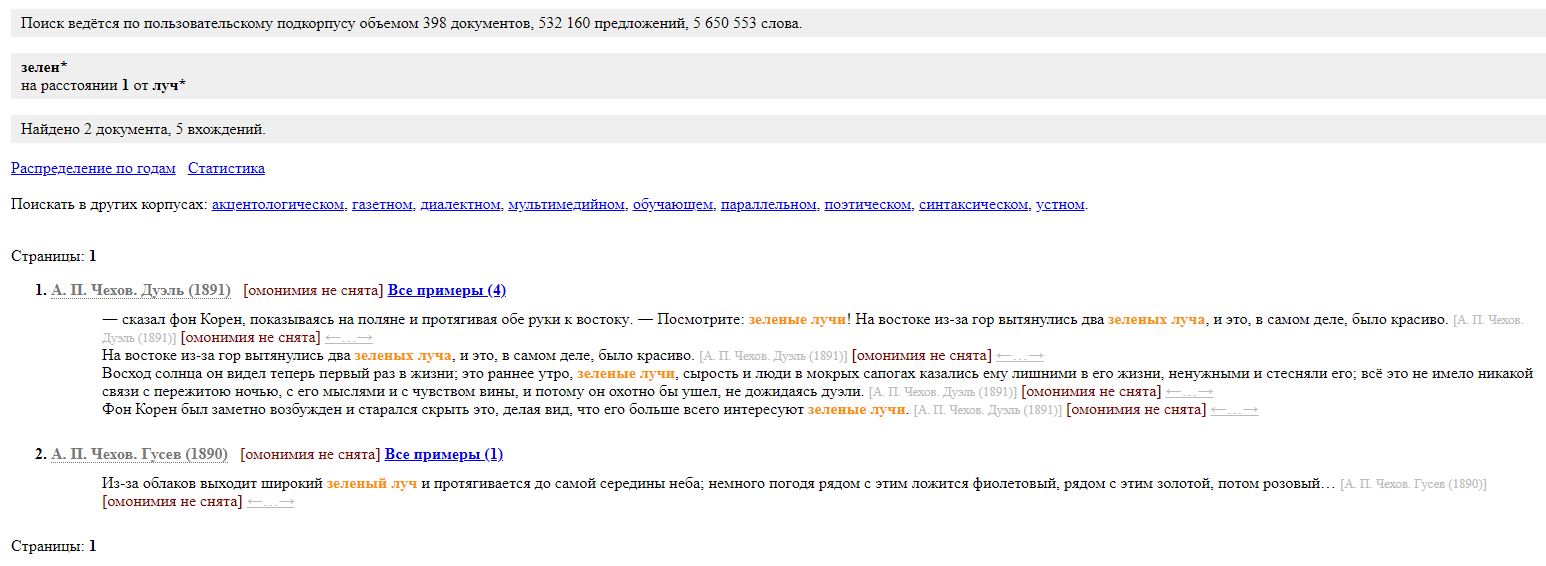 Поиск ведётся по пользовательскому подкорпусу объемом 398 документов, 532 160 предложений, 5 650 553 слова.
зелен*
на расстоянии 1 от луч*
Найдено 2 документа, 5 вхождений.
Распределение по годам Статистика
Поискать в других корпусах: акцентологическом, газетном, диалектном, мультимедийном, обучающем, параллельном, поэтическом, синтаксическом, устном.
Страницы: 1
1. А. П. Чехов. Дуэль (1891) [омонимия не снята] Все примеры (4)
— сказал фон Корен, показываясь на поляне и протягивая обе руки к востоку. — Посмотрите: зеленые лучи! На востоке из-за гор вытянулись два зеленых луча, и это, в самом деле, было красиво. [А. П. Чехов.
Дуэль (1891)] [омонимия не снята] ←…→
На востоке из-за гор вытянулись два зеленых луча, и это, в самом деле, было красиво. [А. П. Чехов. Дуэль (1891)] [омонимия не снята] ←…→
Восход солнца он видел теперь первый раз в жизни; это раннее утро, зеленые лучи, сырость и люди в мокрых сапогах казались ему лишними в его жизни, ненужными и стесняли его; всё это не имело никакой
связи с пережитою ночью, с его мыслями и с чувством вины, и потому он охотно бы ушел, не дожидаясь дуэли. [А. П. Чехов. Дуэль (1891)] [омонимия не снята] ←…→
Фон Корен был заметно возбужден и старался скрыть это, делая вид, что его больше всего интересуют зеленые лучи. [А. П. Чехов. Дуэль (1891)] [омонимия не снята] ←…→
2. А. П. Чехов. Гусев (1890) [омонимия не снята] Все примеры (1)
Из-за облаков выходит широкий зеленый луч и протягивается до самой середины неба; немного погодя рядом с этим ложится фиолетовый, рядом с этим золотой, потом розовый… [А. П. Чехов. Гусев (1890)]
[омонимия не снята] ←…→
Страницы: 1